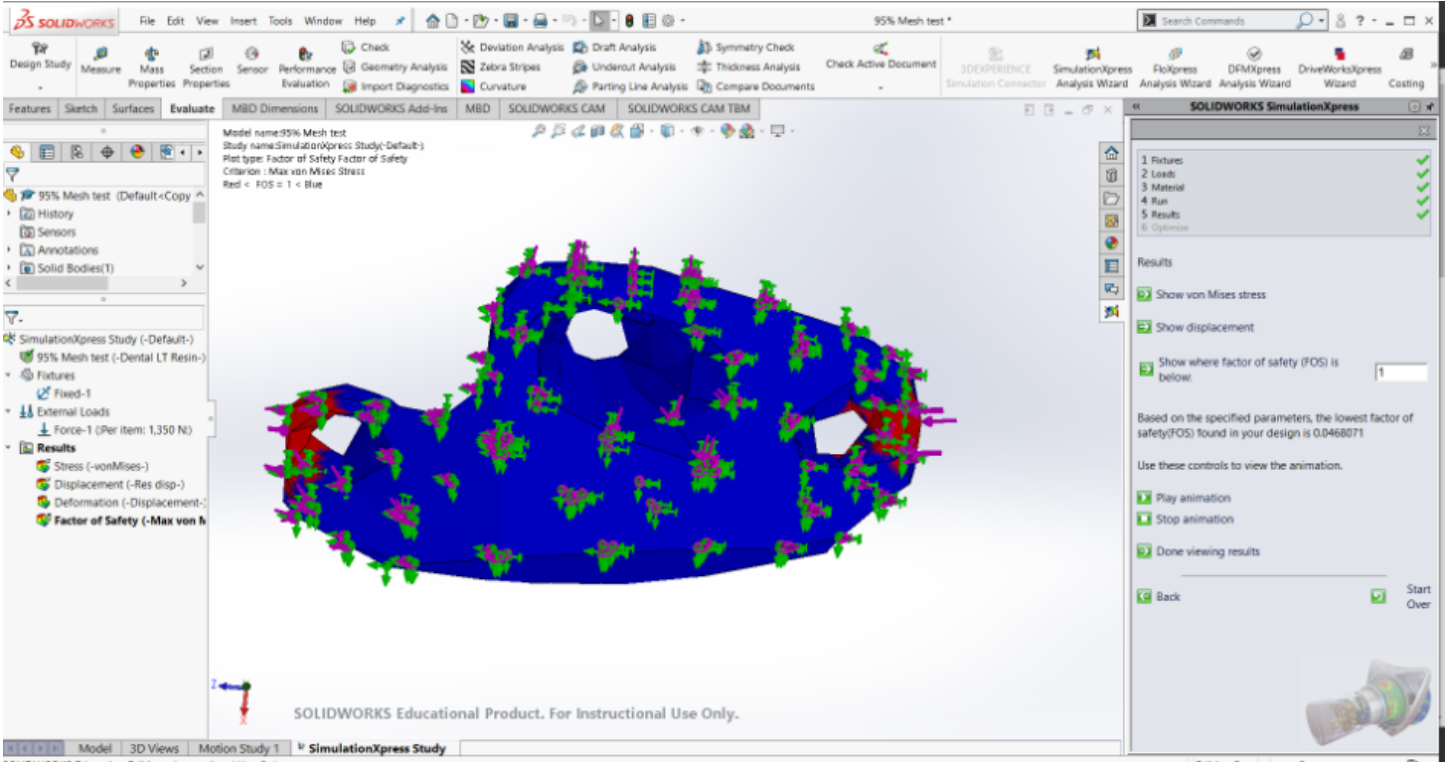 SOLIDWORKS File Edit View Insert Tools Window Help 95% Mesh test * Search Commands
Design Study Measure Mass Properties Section Properties Sensor Performance Evaluation
Check
Geometry Analysis
Import Diagnostics
Deviation Analysis
Zebra Stripes
Curvature
Draft Analysis
Undercut Analysis
Parting Line Analysis
Symmetry Check
Thickness Analysis
Compare Documents
Check Active Document
3DEXPERIENCE
Simulation Connector
SimulationXpress
Analysis Wizard
FloXpress
Analysis Wizard
DFMXpress
Analysis Wizard
DriveWorksXpress
Wizard
Costing
Features Sketch Surfaces Evaluate MBD Dimensions SOLIDWORKS Add-Ins MBD SOLIDWORKS CAM SOLIDWORKS CAM TBM
95% Mesh test (Default<Copy
History
Sensors
Annotations
Solid Bodies(1)
SimulationXpress Study (-Default-)
95% Mesh test (-Dental LT Resin-)
Fixtures
Fixed-1
External Loads
Force-1 (:Per item: 1,350 N:)
Results
Stress (-vonMises-)
Displacement (-Res disp-)
Deformation (-Displacement-
Factor of Safety (-Max von M
Model name:95% Mesh test
Study name:SimulationXpress Study(-Default-)
Plot type: Factor of Safety Factor of Safety
Criterion : Max von Mises Stress
Red < FOS = 1 < Blue
Z
X
SOLIDWORKS Educational Product. For Instructional Use Only.
SOLIDWORKS SimulationXpress
1 Fixtures
2 Loads
3 Material
4 Run
5 Results
6 Optimize
Results
Show von Mises stress
Show displacement
Show where factor of safety (FOS) is
below: 1
Based on the specified parameters, the lowest factor of
safety(FOS) found in your design is 0.0468071
Use these controls to view the animation.
Play animation
Stop animation
Done viewing results
Back
Start
Over
Model 3D Views Motion Study 1 SimulationXpress Study